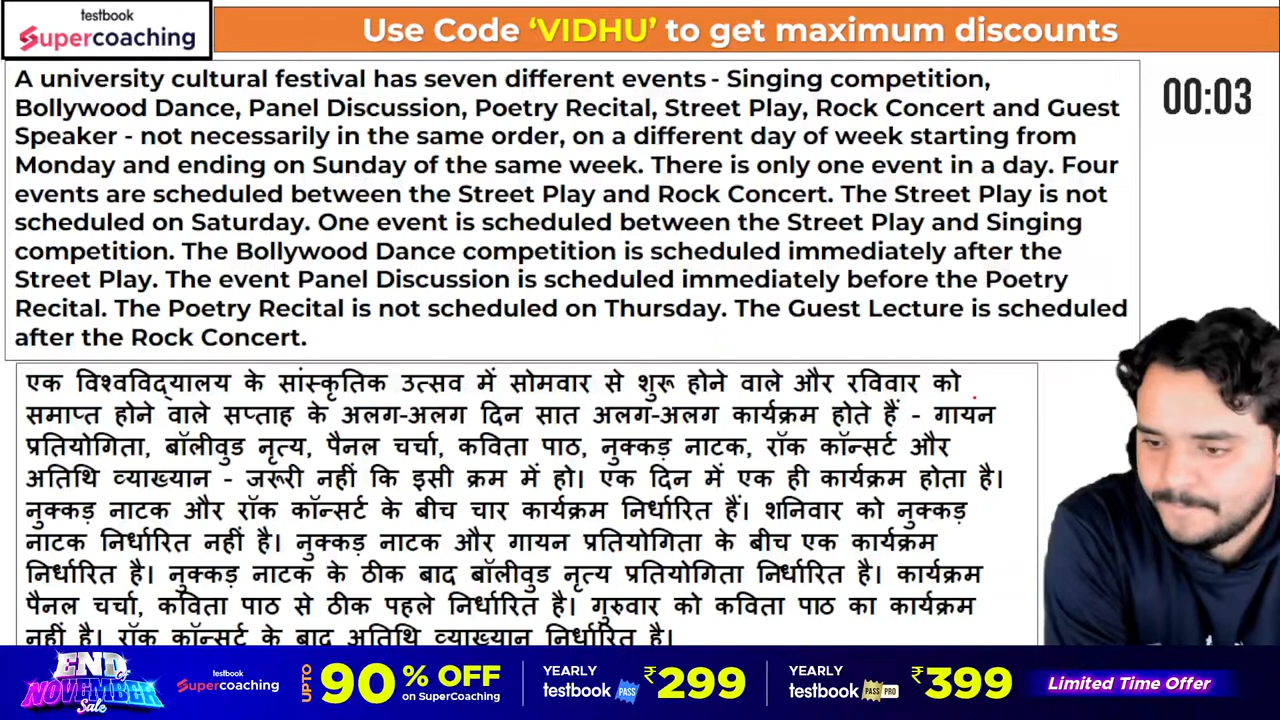 testbook
Supercoaching
Use Code ‘VIDHU’ to get maximum discounts
00:03
A university cultural festival has seven different events - Singing competition,
Bollywood Dance, Panel Discussion, Poetry Recital, Street Play, Rock Concert and Guest
Speaker - not necessarily in the same order, on a different day of week starting from
Monday and ending on Sunday of the same week. There is only one event in a day. Four
events are scheduled between the Street Play and Rock Concert. The Street Play is not
scheduled on Saturday. One event is scheduled between the Street Play and Singing
competition. The Bollywood Dance competition is scheduled immediately after the
Street Play. The event Panel Discussion is scheduled immediately before the Poetry
Recital. The Poetry Recital is not scheduled on Thursday. The Guest Lecture is scheduled
after the Rock Concert.
एक विश्वविद्यालय के सांस्कृतिक उत्सव में सोमवार से शुरू होने वाले और रविवार को
समाप्त होने वाले सप्ताह के अलग-अलग दिन सात अलग-अलग कार्यक्रम होते हैं - गायन
प्रतियोगिता, बॉलीवुड नृत्य, पैनल चर्चा, कविता पाठ, नुक्कड़ नाटक, रॉक कॉन्सर्ट और
अतिथि व्याख्यान - जरूरी नहीं कि इसी क्रम में हो। एक दिन में एक ही कार्यक्रम होता है।
नुक्कड़ नाटक और रॉक कॉन्सर्ट के बीच चार कार्यक्रम निर्धारित हैं। शनिवार को नुक्कड़
नाटक निर्धारित नहीं है। नुक्कड़ नाटक और गायन प्रतियोगिता के बीच एक कार्यक्रम
निर्धारित है। नुक्कड़ नाटक के ठीक बाद बॉलीवुड नृत्य प्रतियोगिता निर्धारित है। कार्यक्रम
पैनल चर्चा, कविता पाठ से ठीक पहले निर्धारित है। गुरुवार को कविता पाठ का कार्यक्रम
नहीं है। रॉक कॉन्सर्ट के बाद अतिथि व्याख्यान निर्धारित है।
END of NOVEMBER Sale
testbook Supercoaching
UPTO 90% OFF on SuperCoaching
YEARLY testbook PASS ₹299
YEARLY testbook PASS PRO ₹399
Limited Time Offer